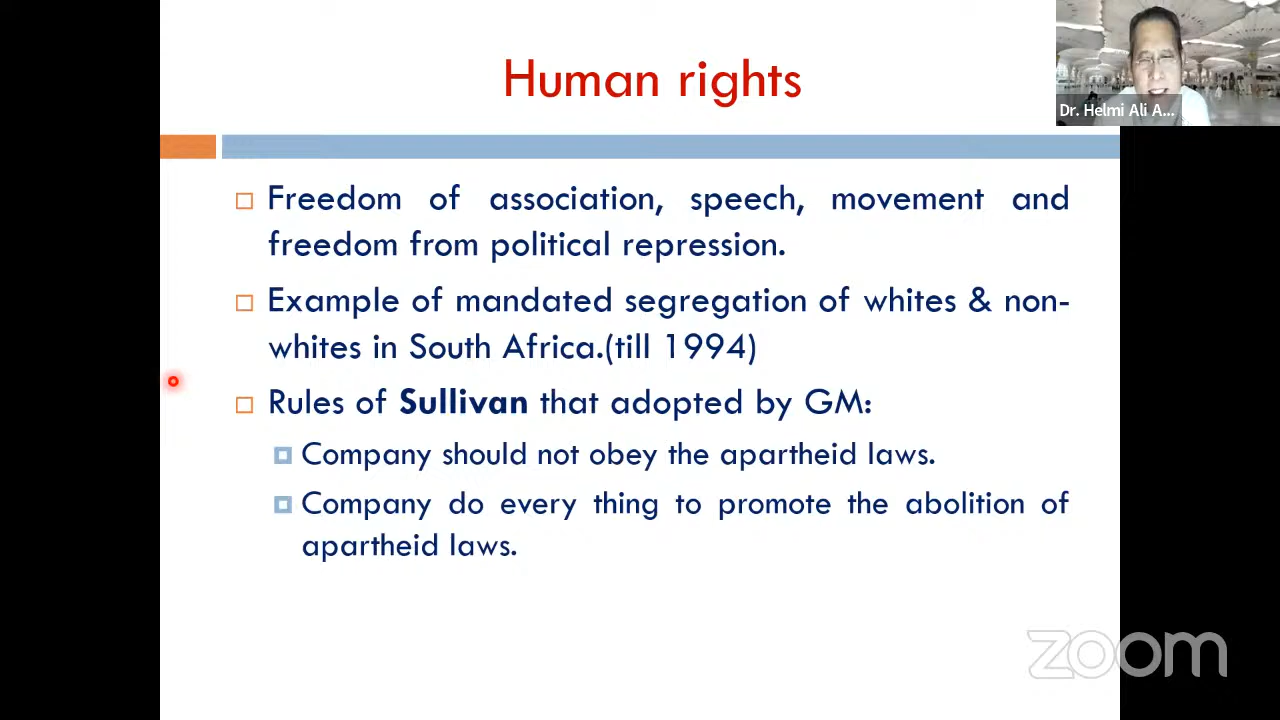 Human rights
Dr. Helmi Ali A...
Freedom of association, speech, movement and
freedom from political repression.
Example of mandated segregation of whites & non-
whites in South Africa.(till 1994)
Rules of Sullivan that adopted by GM:
Company should not obey the apartheid laws.
Company do every thing to promote the abolition of
apartheid laws.
zoom